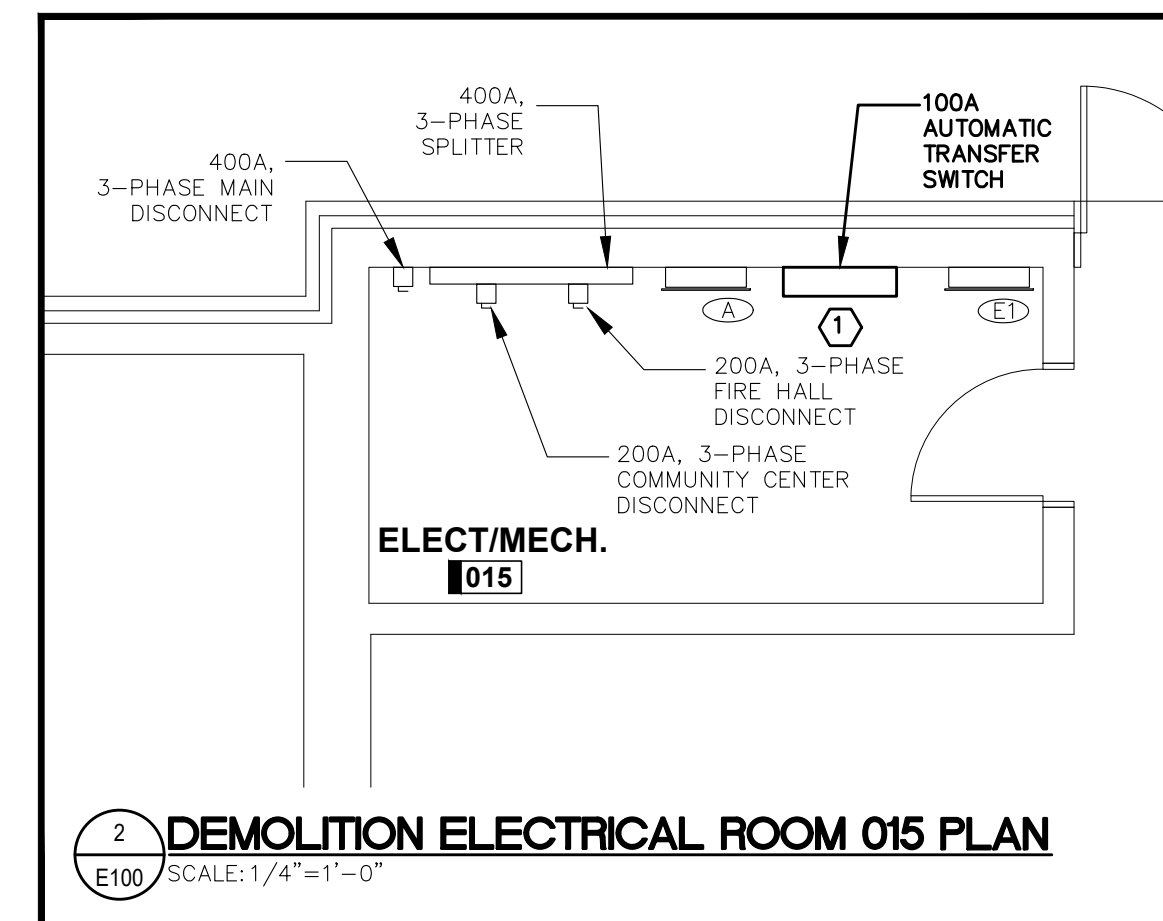 400A,
3-PHASE
SPLITTER
100A
AUTOMATIC
TRANSFER
SWITCH
400A,
3-PHASE MAIN
DISCONNECT
A
1
E1
200A, 3-PHASE
FIRE HALL
DISCONNECT
200A, 3-PHASE
COMMUNITY CENTER
DISCONNECT
ELECT/MECH.
015
2
E100
DEMOLITION ELECTRICAL ROOM 015 PLAN
SCALE: 1/4"=1'-0"